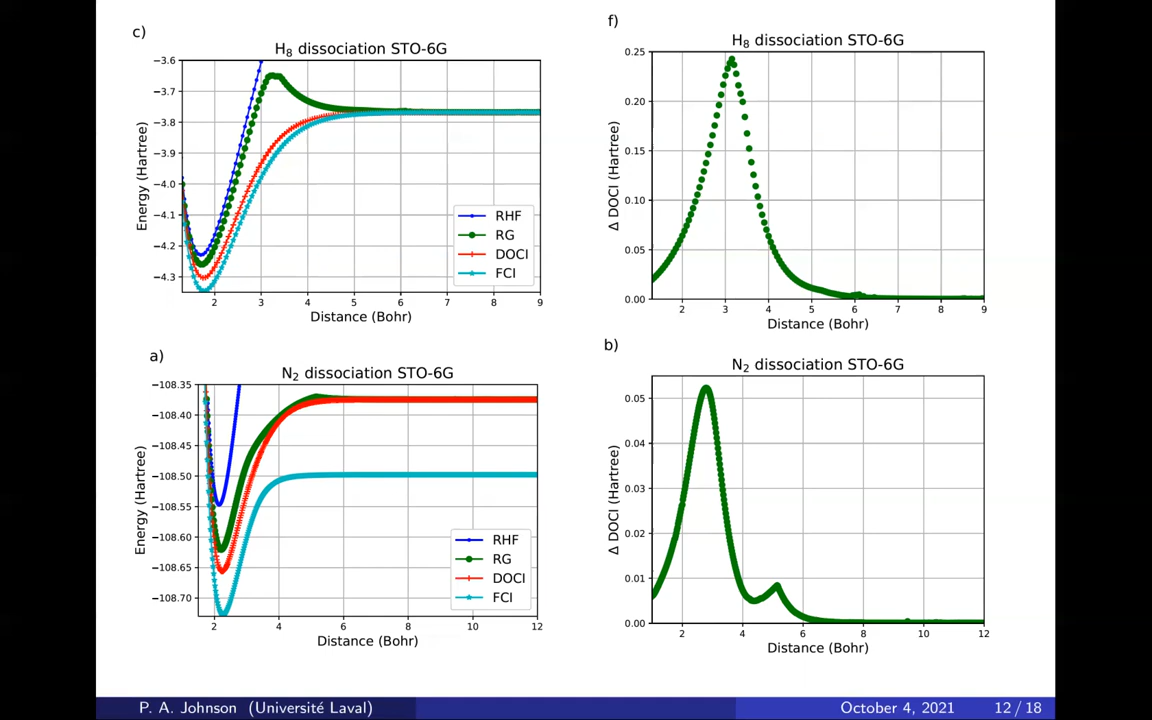 c)
H₈ dissociation STO-6G
−3.6
−3.7
−3.8
−3.9
−4.0
−4.1
−4.2
−4.3
Energy (Hartree)
RHF
RG
DOCI
FCI
2 3 4 5 6 7 8 9
Distance (Bohr)
f)
H₈ dissociation STO-6G
0.25
0.20
0.15
0.10
0.05
0.00
Δ DOCI (Hartree)
2 3 4 5 6 7 8 9
Distance (Bohr)
a)
N₂ dissociation STO-6G
−108.35
−108.40
−108.45
−108.50
−108.55
−108.60
−108.65
−108.70
Energy (Hartree)
RHF
RG
DOCI
FCI
2 4 6 8 10 12
Distance (Bohr)
b)
N₂ dissociation STO-6G
0.05
0.04
0.03
0.02
0.01
0.00
Δ DOCI (Hartree)
2 4 6 8 10 12
Distance (Bohr)
P. A. Johnson (Université Laval) October 4, 2021 12 / 18